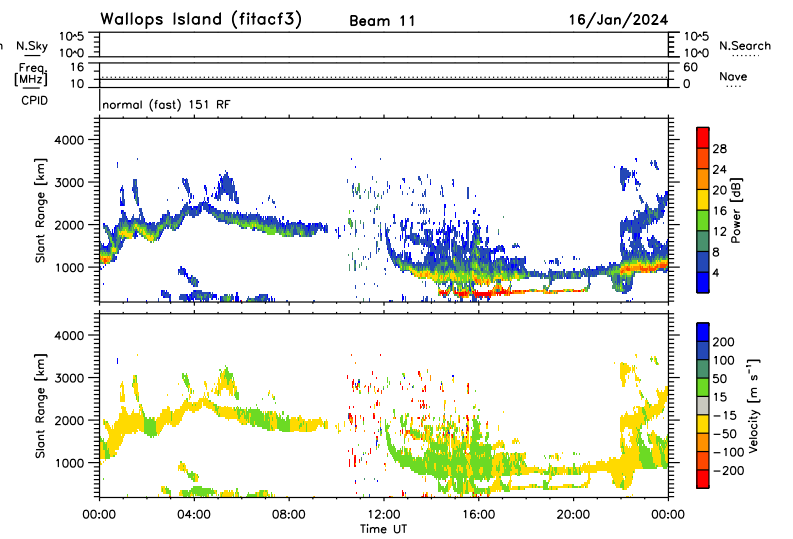 Wallops Island (fitacf3) Beam 11 16/Jan/2024
n N.Sky 10^5 10^0 10^5 10^0 N.Search
Freq. [MHz] 16 10 60 0 Nave
CPID normal (fast) 151 RF
Slant Range [km]
4000
3000
2000
1000
28
24
20
16
12
8
4
Power [dB]
Slant Range [km]
4000
3000
2000
1000
200
100
50
15
-15
-50
-100
-200
Velocity [m s⁻¹]
00:00 04:00 08:00 12:00 16:00 20:00 00:00
Time UT